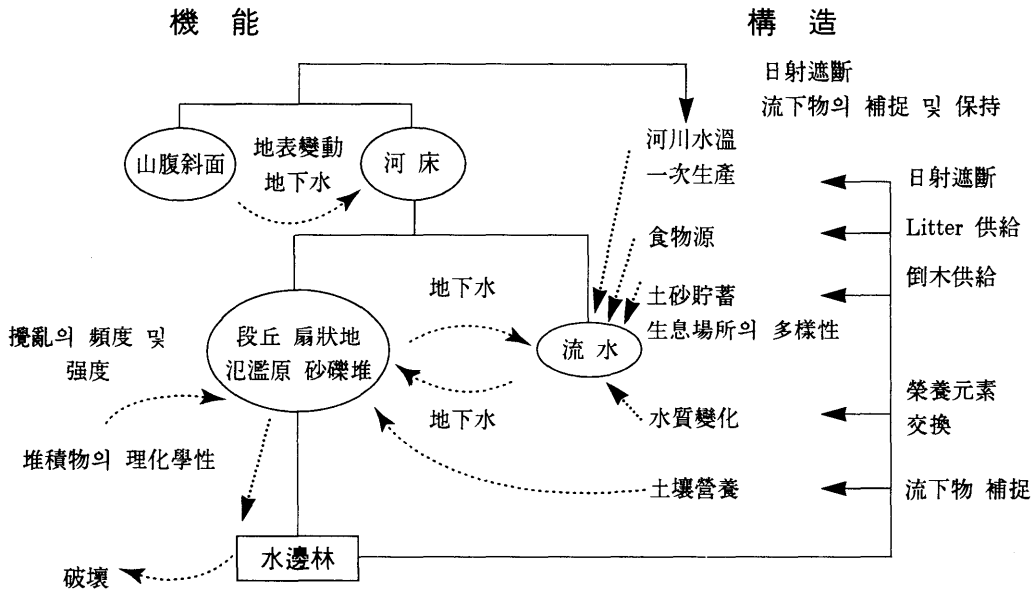 機 能
構 造
日射遮斷
流下物의 補捉 및 保持
山腹斜面
地表變動
地下水
河 床
河川水溫
一次生產
日射遮斷
食物源
Litter 供給
地下水
土砂貯蓄
生息場所의 多樣性
倒木供給
攪亂의 頻度 및
强度
段丘 扇狀地
氾濫原 砂礫堆
流 水
地下水
水質變化
榮養元素
交換
堆積物의 理化學性
土壤營養
流下物 補捉
水邊林
破壞